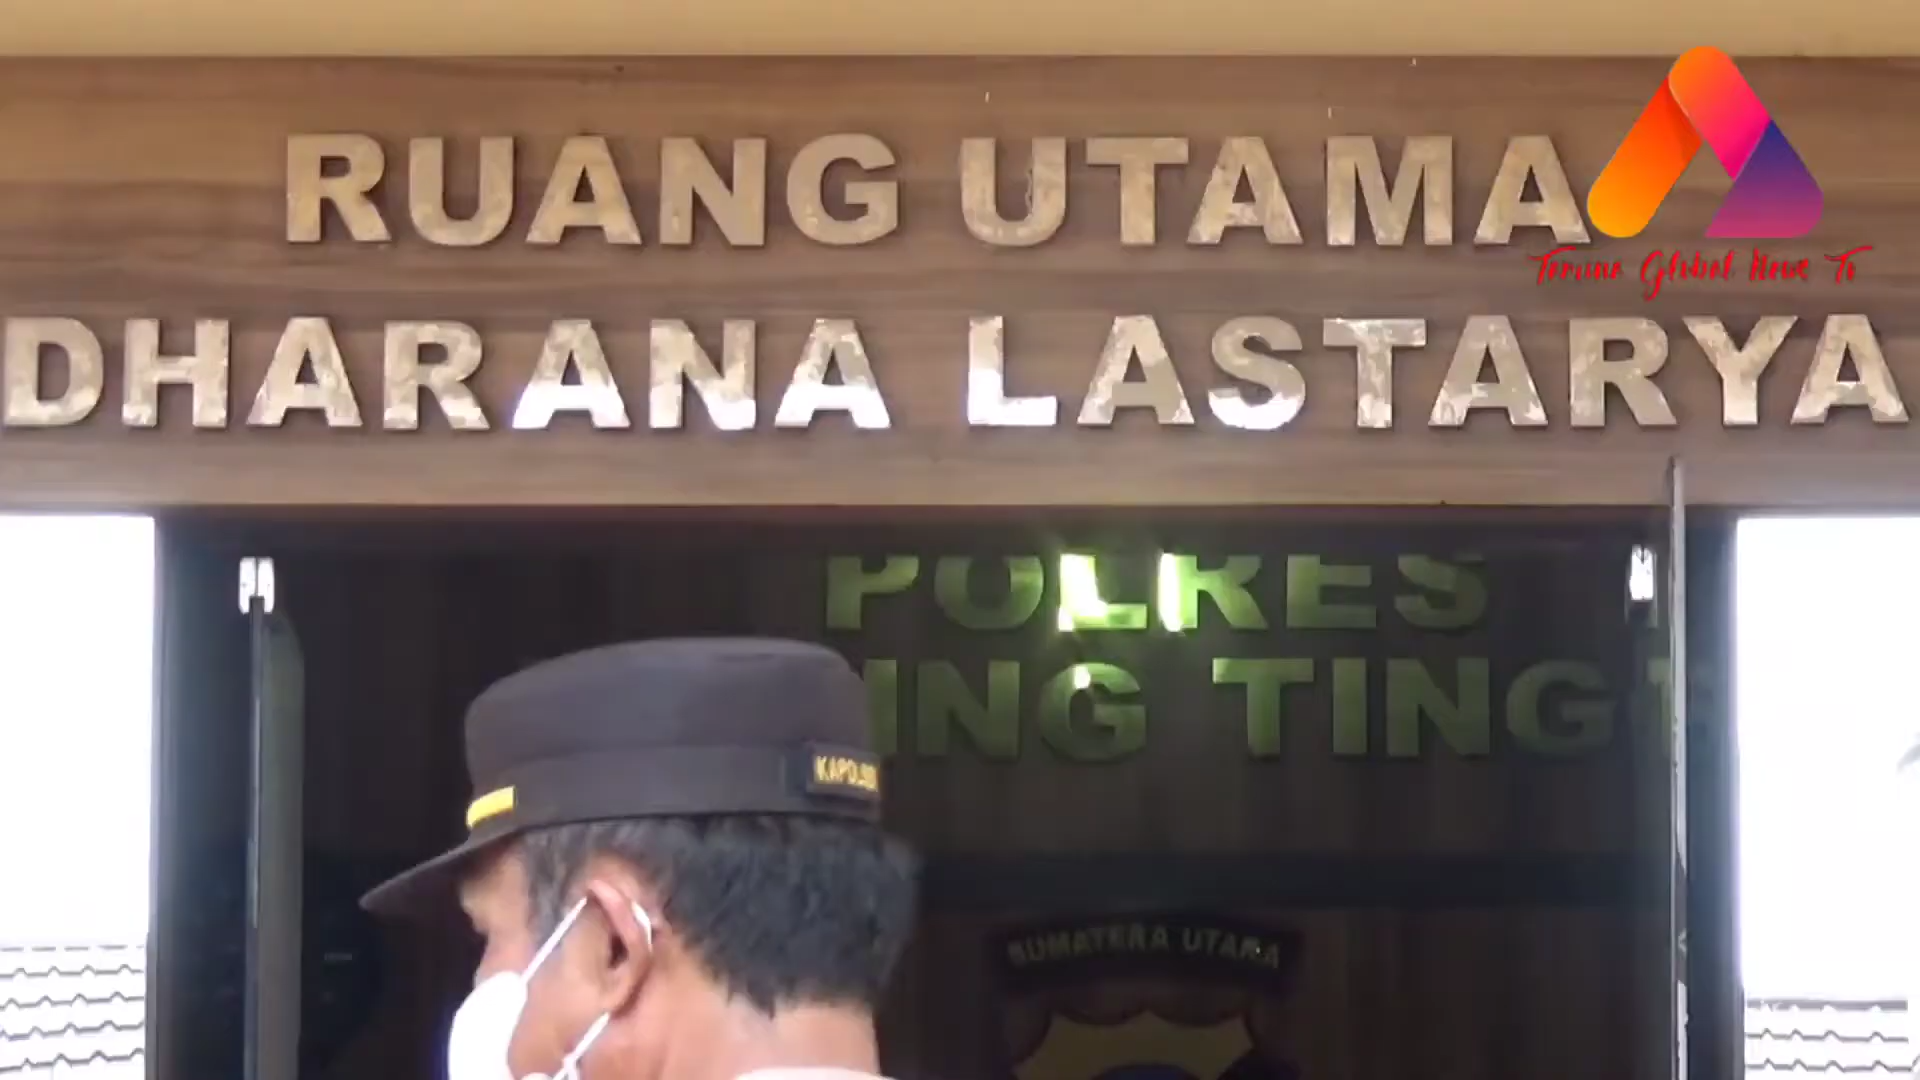 RUANG UTAMA
DHARANA LASTARYA
POLRES
ING TING
SUMATERA UTARA